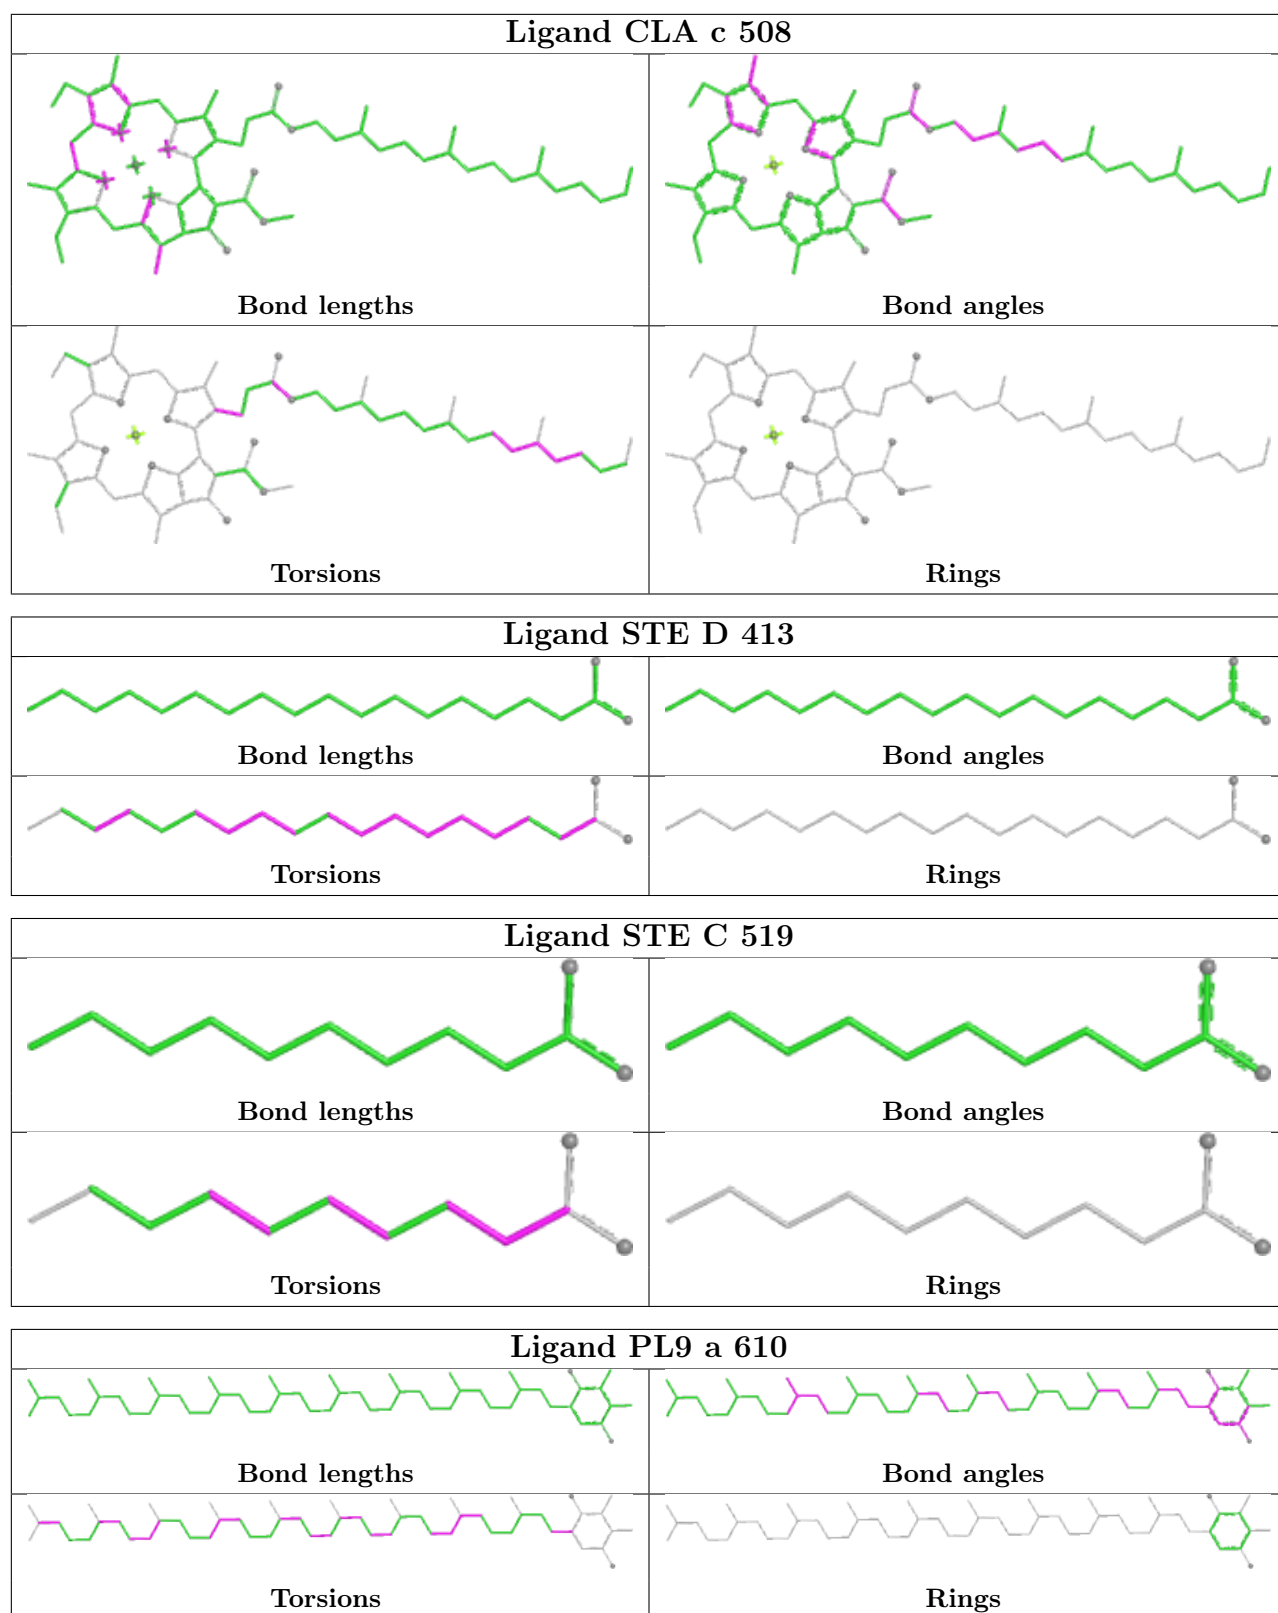 Ligand CLA c 508
Bond lengths
Bond angles
Torsions
Rings
Ligand STE D 413
Bond lengths
Bond angles
Torsions
Rings
Ligand STE C 519
Bond lengths
Bond angles
Torsions
Rings
Ligand PL9 a 610
Bond lengths
Bond angles
Torsions
Rings